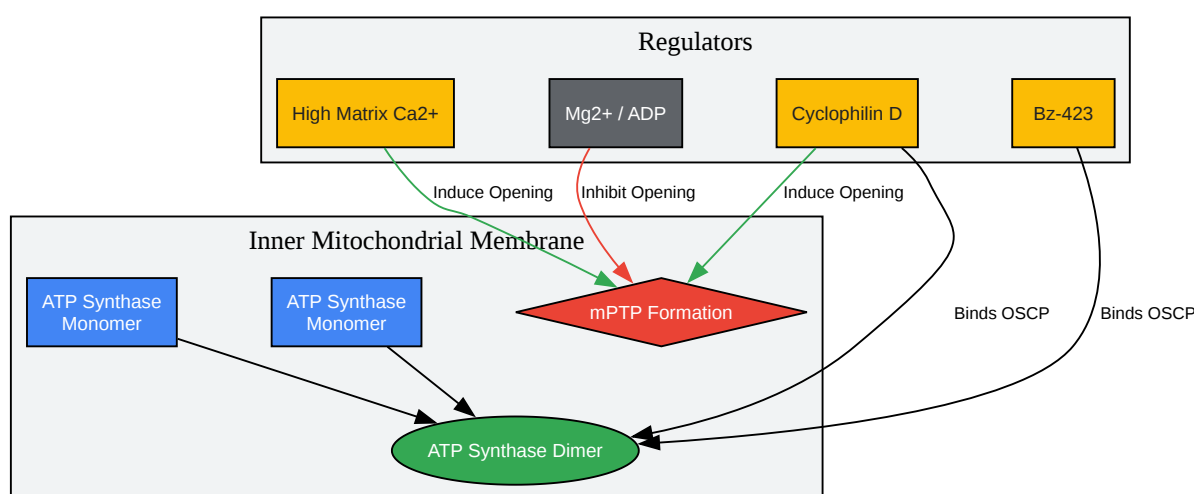 Regulators
High Matrix Ca2+
Mg2+ / ADP
Cyclophilin D
Bz-423
Induce Opening
Inhibit Opening
Induce Opening
Inner Mitochondrial Membrane
ATP Synthase
Monomer
ATP Synthase
Monomer
mPTP Formation
Binds OSCP
Binds OSCP
ATP Synthase Dimer